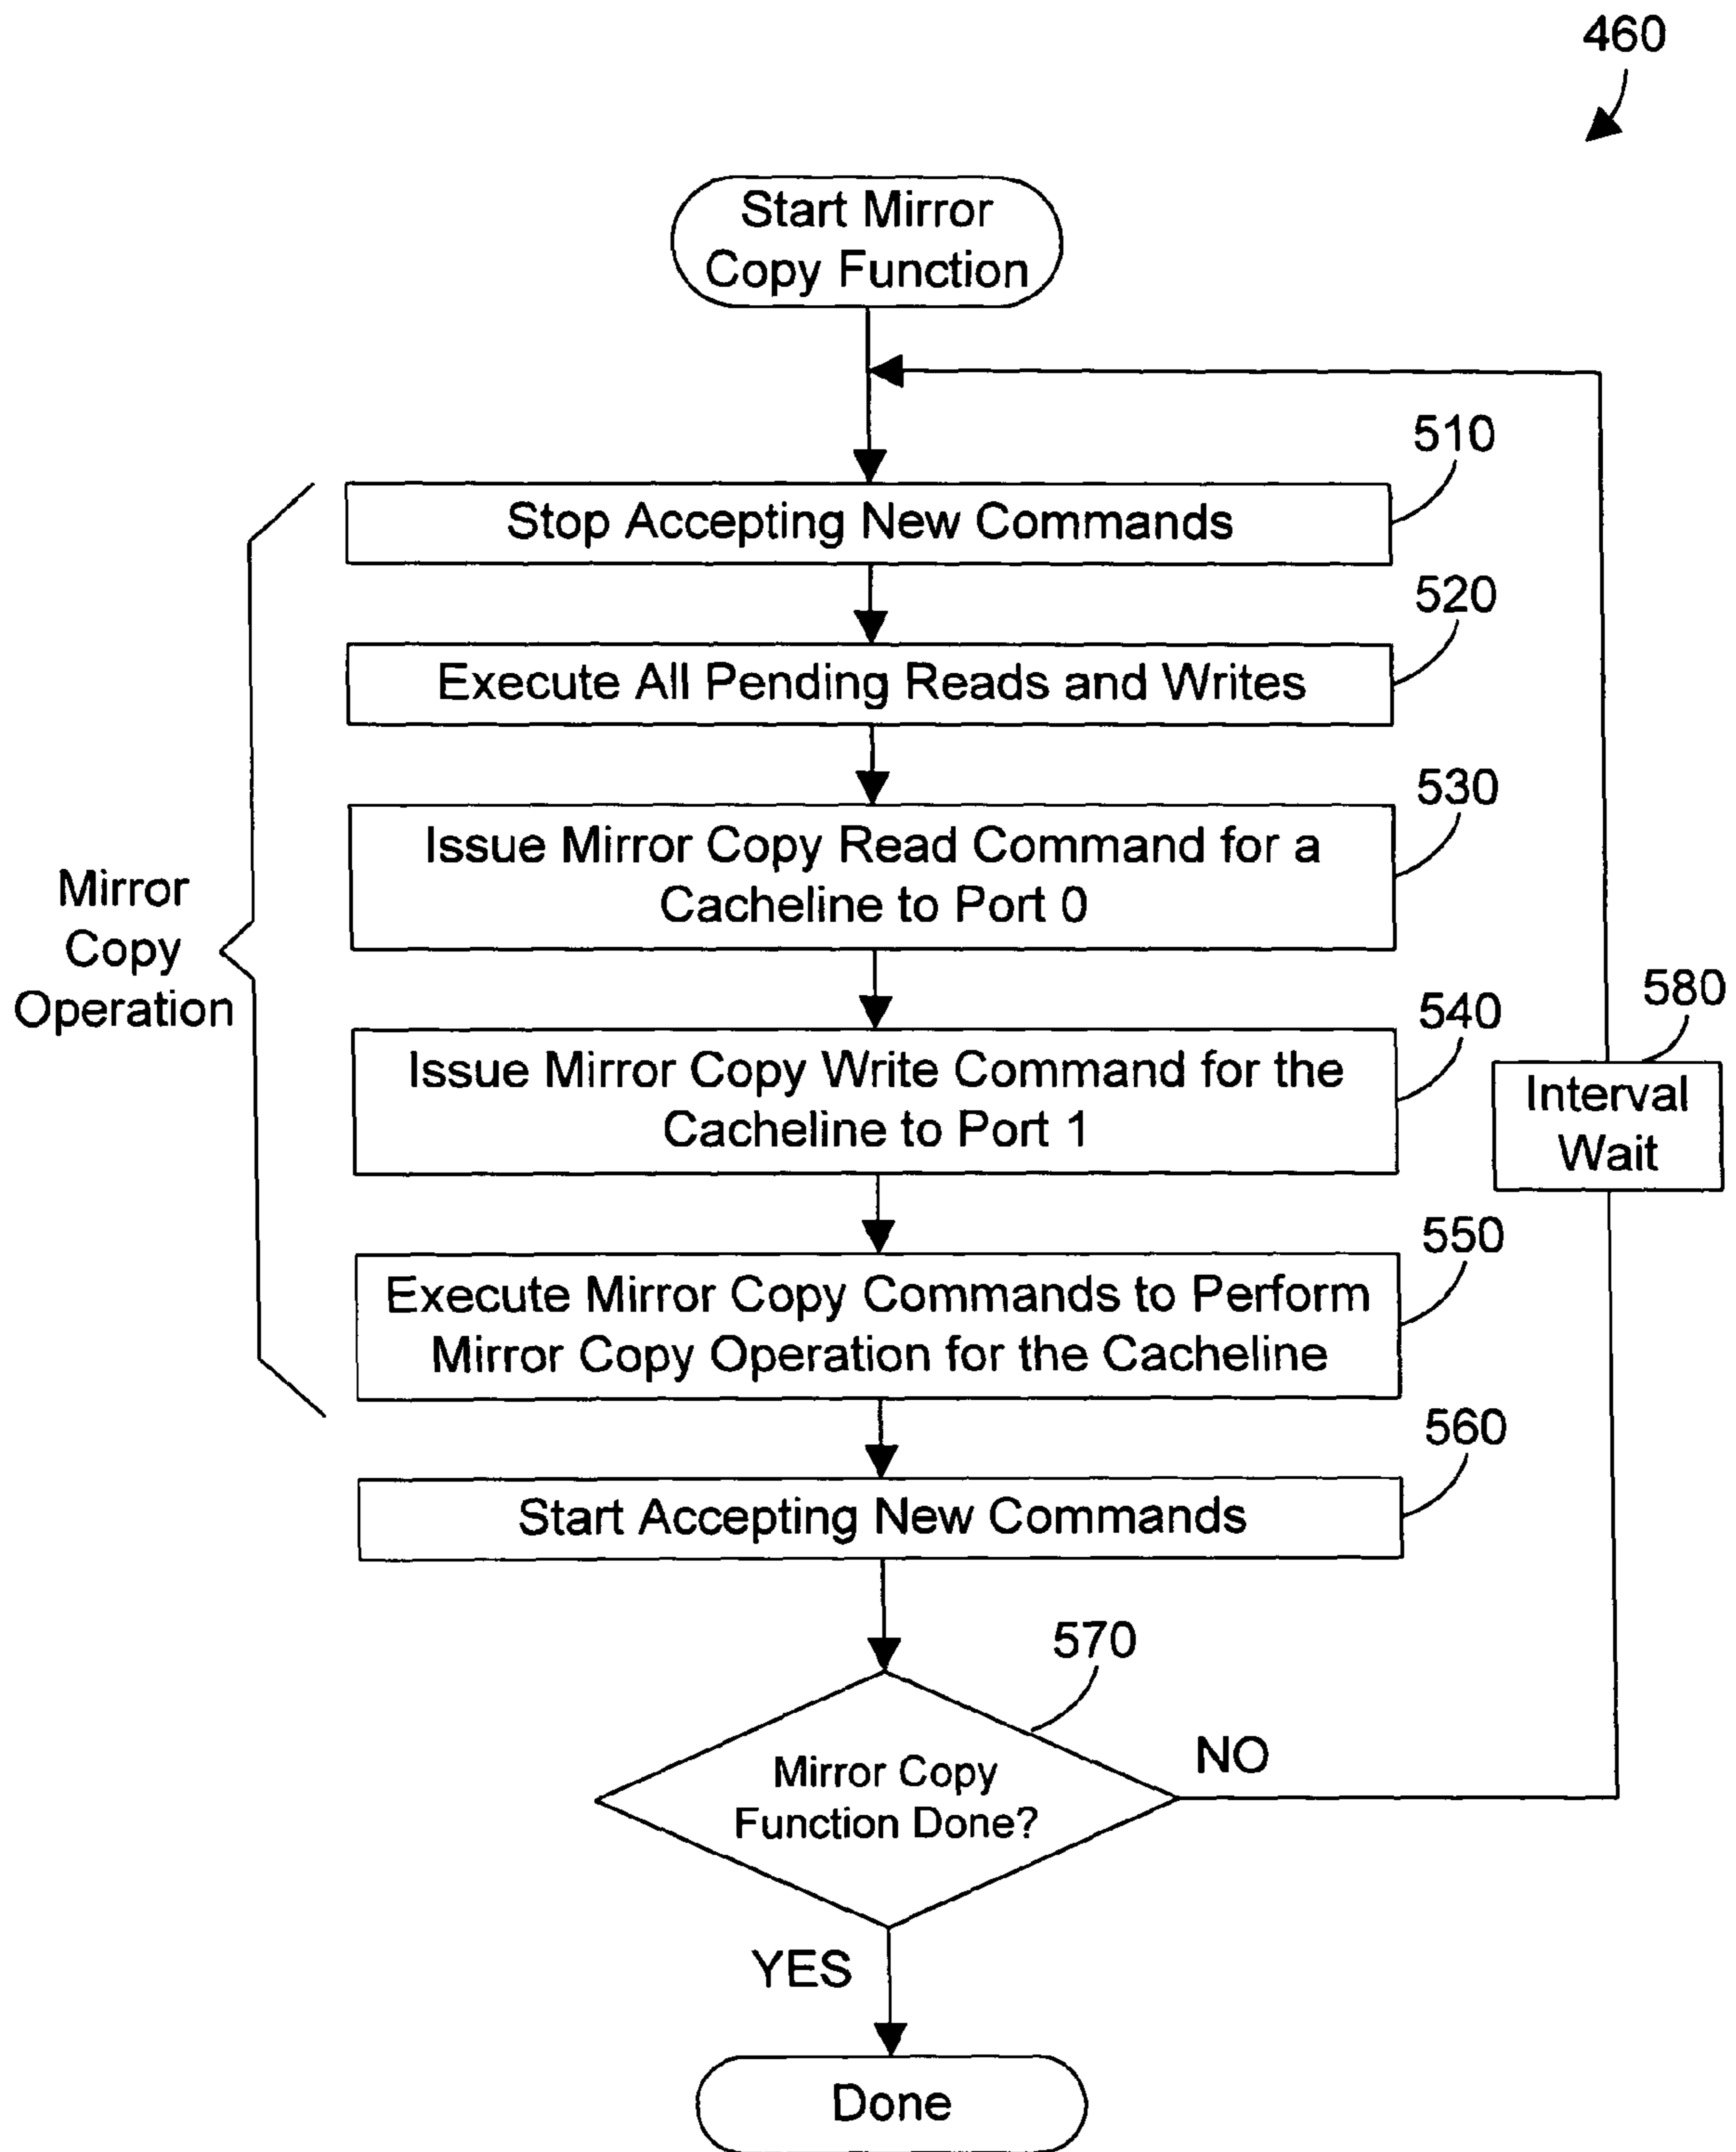 460
Start Mirror
Copy Function
510
Stop Accepting New Commands
520
Execute All Pending Reads and Writes
530
Issue Mirror Copy Read Command for a
Cacheline to Port 0
Mirror
Copy
Operation
540
Issue Mirror Copy Write Command for the
Cacheline to Port 1
580
Interval
Wait
550
Execute Mirror Copy Commands to Perform
Mirror Copy Operation for the Cacheline
560
Start Accepting New Commands
570
Mirror Copy
Function Done?
NO
YES
Done